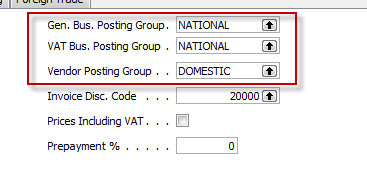 Foreign Trade
Gen. Bus. Posting Group. NATIONAL
VAT Bus. Posting Group . NATIONAL
Vendor Posting Group . . DOMESTIC
Invoice Disc. Code . . . . 20000
Prices Including VAT . . .
Prepayment % . . . . . 0